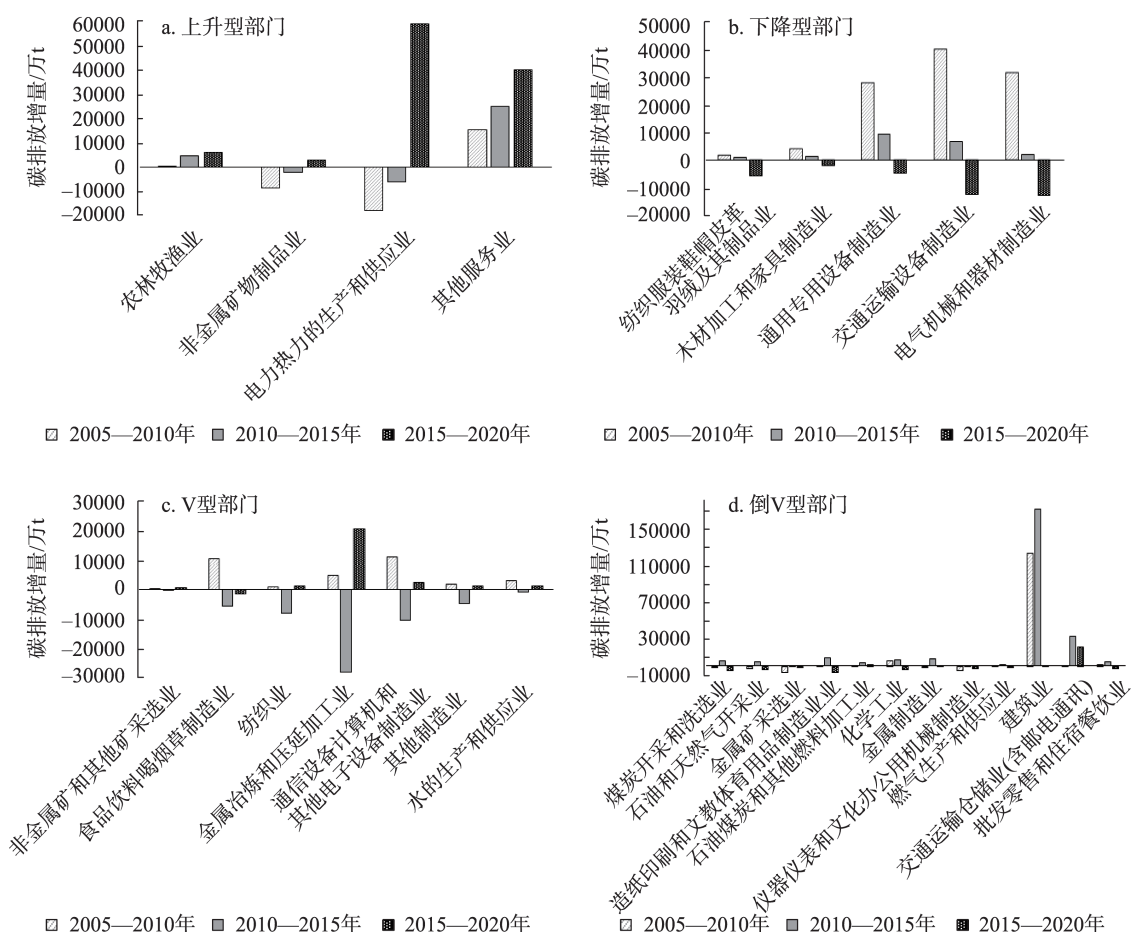 a. 上升型部门
碳排放增量/万t
60000
50000
40000
30000
20000
10000
0
–10000
–20000
农林牧渔业
非金属矿物制品业
电力热力的生产和供应业
其他服务业
2005—2010年 2010—2015年 2015—2020年
b. 下降型部门
碳排放增量/万t
50000
40000
30000
20000
10000
0
–10000
–20000
纺织服装鞋帽皮革
羽绒及其制品业
木材加工和家具制造业
通用专用设备制造业
交通运输设备制造业
电气机械和器材制造业
2005—2010年 2010—2015年 2015—2020年
c. V型部门
碳排放增量/万t
30000
20000
10000
0
–10000
–20000
–30000
非金属矿和其他矿采选业
食品饮料喝烟草制造业
纺织业
金属冶炼和压延加工业
通信设备计算机和
其他电子设备制造业
其他制造业
水的生产和供应业
2005—2010年 2010—2015年 2015—2020年
d. 倒V型部门
碳排放增量/万t
150000
110000
70000
30000
–10000
煤炭开采和洗选业
石油和天然气开采业
金属矿采选业
造纸印刷和文教体育用品制造业
石油煤炭和其他燃料加工业
化学工业
金属制造业
仪器仪表和文化办公用机械制造业
燃气生产和供应业
建筑业
交通运输仓储业(含邮电通讯)
批发零售和住宿餐饮业
2005—2010年 2010—2015年 2015—2020年